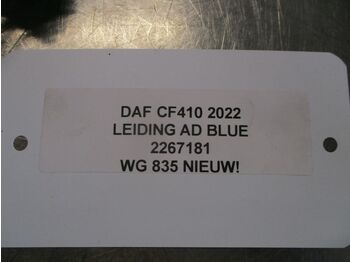 DAF CF410 2022
LEIDING AD BLUE
2267181
WG 835 NIEUW!